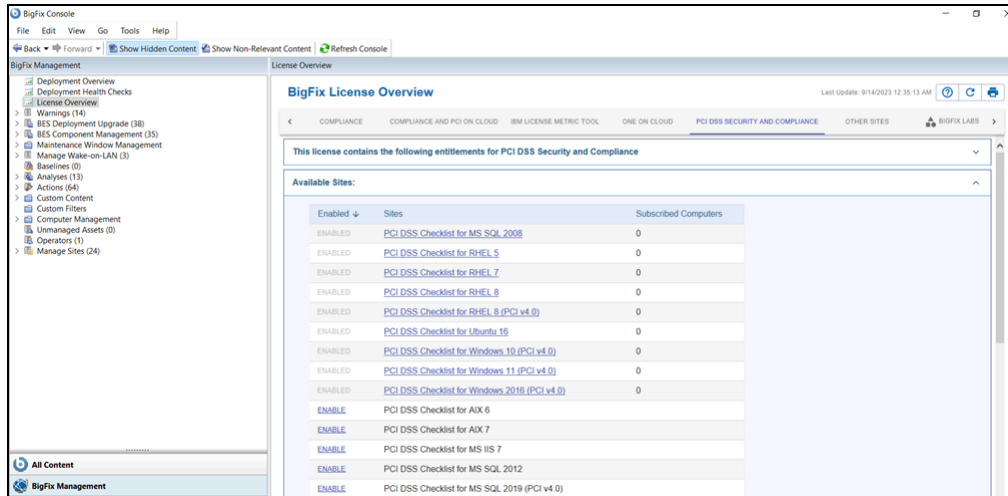 BigFix Console
File Edit View Go Tools Help
Back Forward Show Hidden Content Show Non-Relevant Content Refresh Console
BigFix Management
License Overview
Deployment Overview
Deployment Health Checks
License Overview
Warnings (14)
BES Deployment Upgrade (38)
BES Component Management (35)
Maintenance Window Management
Manage Wake-on-LAN (3)
Baselines (0)
Analyses (13)
Actions (64)
Custom Content
Custom Filters
Computer Management
Unmanaged Assets (0)
Operators (1)
Manage Sites (24)
All Content
BigFix Management
BigFix License Overview
Last Update: 9/14/2023 12:35:13 AM
COMPLIANCE COMPLIANCE AND PCI ON CLOUD IBM LICENSE METRIC TOOL ONE ON CLOUD PCI DSS SECURITY AND COMPLIANCE OTHER SITES BIGFIX LABS
This license contains the following entitlements for PCI DSS Security and Compliance
Available Sites:
Enabled Sites Subscribed Computers
ENABLED PCI DSS Checklist for MS SQL 2008 0
ENABLED PCI DSS Checklist for RHEL 5 0
ENABLED PCI DSS Checklist for RHEL 7 0
ENABLED PCI DSS Checklist for RHEL 8 0
ENABLED PCI DSS Checklist for RHEL 8 (PCI v4.0) 0
ENABLED PCI DSS Checklist for Ubuntu 16 0
ENABLED PCI DSS Checklist for Windows 10 (PCI v4.0) 0
ENABLED PCI DSS Checklist for Windows 11 (PCI v4.0) 0
ENABLED PCI DSS Checklist for Windows 2016 (PCI v4.0) 0
ENABLE PCI DSS Checklist for AIX 6
ENABLE PCI DSS Checklist for AIX 7
ENABLE PCI DSS Checklist for MS IIS 7
ENABLE PCI DSS Checklist for MS SQL 2012
ENABLE PCI DSS Checklist for MS SQL 2019 (PCI v4.0)